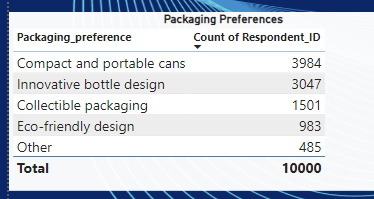 Packaging Preferences
Packaging_preference Count of Respondent_ID
Compact and portable cans 3984
Innovative bottle design 3047
Collectible packaging 1501
Eco-friendly design 983
Other 485
Total 10000